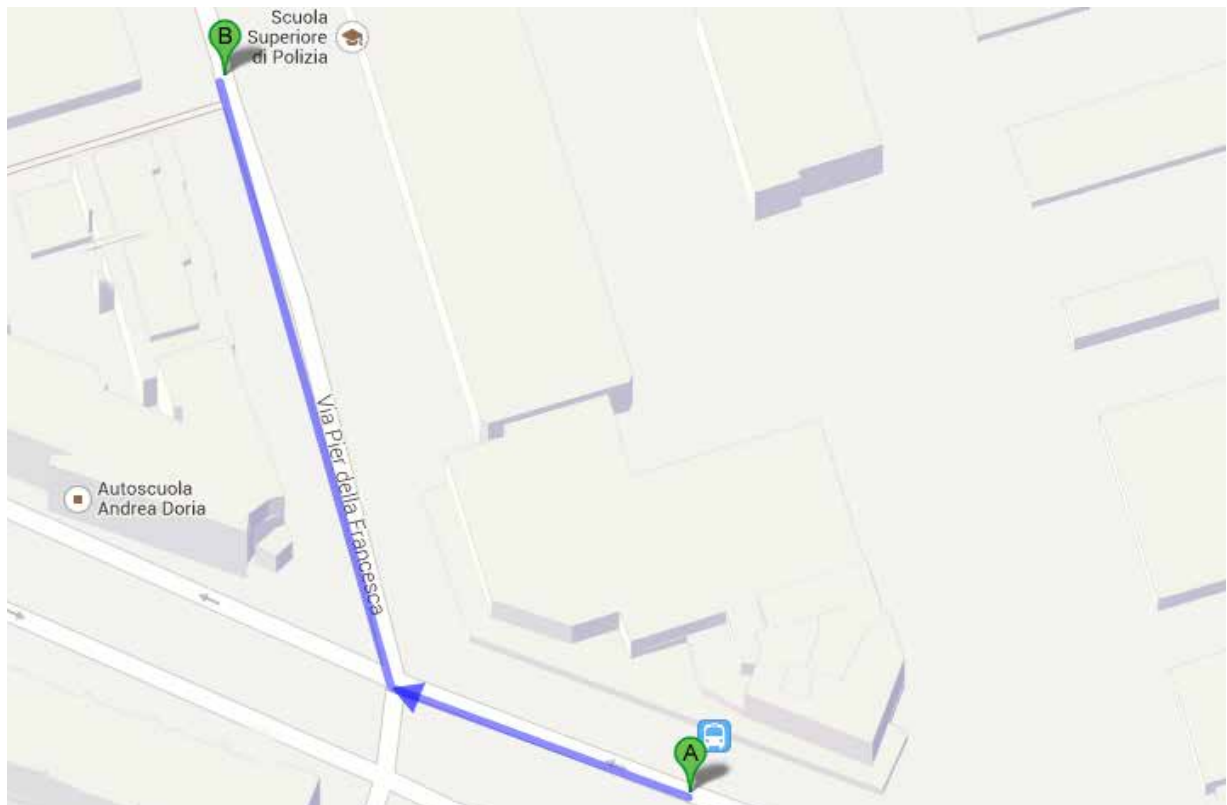 B
Scuola
Superiore
di Polizia
Via Pier della Francesca
Autoscuola
Andrea Doria
A